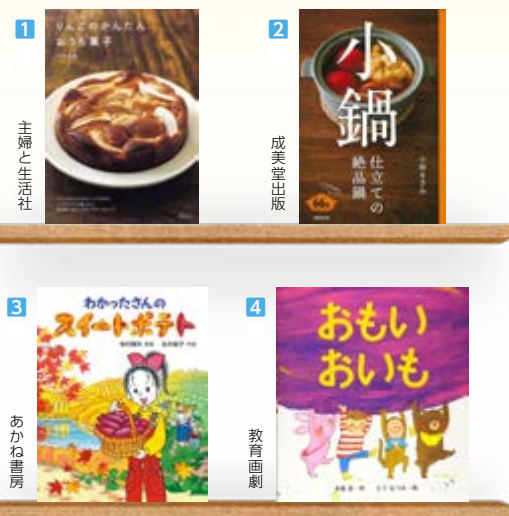 1
りんごのかんたん
おうち菓子
主婦と生活社
2
小鍋
仕立ての
絶品鍋
66
成美堂出版
3
わかったさんの
スイートポテト
あかね書房
4
おもい
おいも
教育画劇